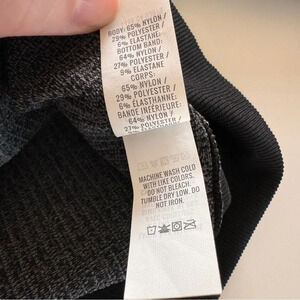 BODY: 65% NYLON /
29% POLYESTER /
6% ELASTANE:
BOTTOM BAND:
64% NYLON /
27% POLYESTER /
9% ÉLASTANE
CORPS:
65% NYLON /
29% POLYESTER /
6% ÉLASTHANNE:
BANDE INFÉRIEURE:
64% NYLON /
27% POLYESTER /
MACHINE WASH COLD
WITH LIKE COLORS.
DO NOT BLEACH.
TUMBLE DRY LOW. DO
NOT IRON.